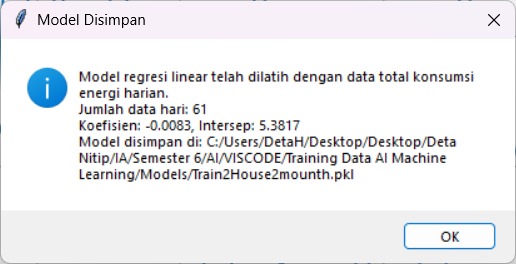 Model Disimpan
Model regresi linear telah dilatih dengan data total konsumsi
energi harian.
Jumlah data hari: 61
Koefisien: -0.0083, Intersep: 5.3817
Model disimpan di: C:/Users/DetaH/Desktop/Desktop/Deta
Nitip/IA/Semester 6/AI/VISCODE/Training Data AI Machine
Learning/Models/Train2House2mounth.pkl
OK